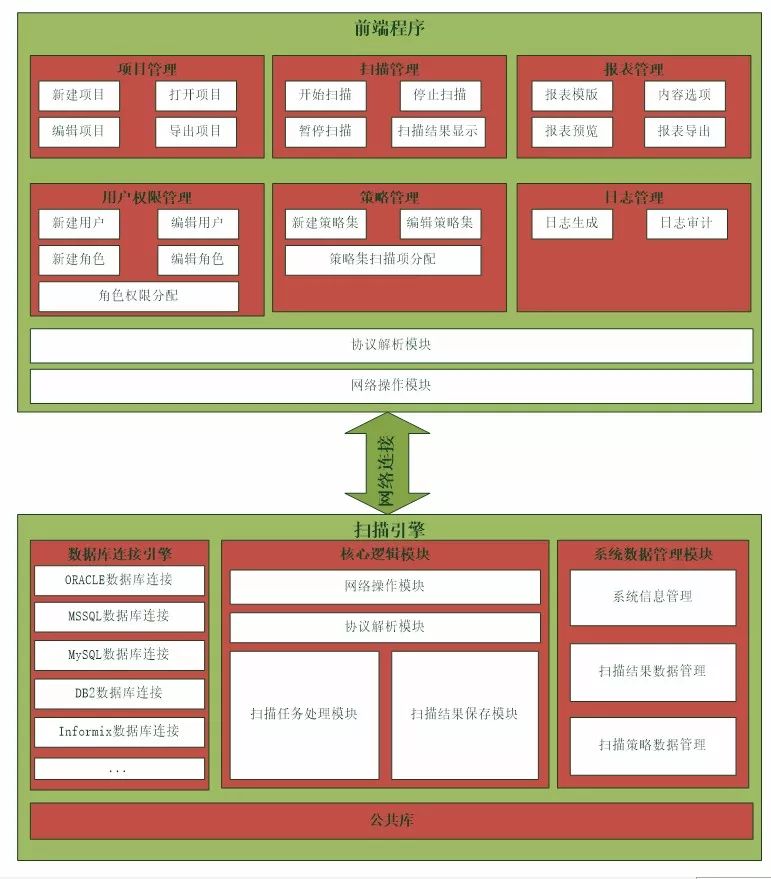 前端程序
项目管理
新建项目
打开项目
编辑项目
导出项目
扫描管理
开始扫描
停止扫描
暂停扫描
扫描结果显示
报表管理
报表模版
内容选项
报表预览
报表导出
用户权限管理
新建用户
编辑用户
新建角色
编辑角色
角色权限分配
策略管理
新建策略集
编辑策略集
策略集扫描项分配
日志管理
日志生成
日志审计
协议解析模块
网络操作模块
网络连接
扫描引擎
数据库连接引擎
ORACLE数据库连接
MSSQL数据库连接
MySQL数据库连接
DB2数据库连接
Informix数据库连接
...
核心逻辑模块
网络操作模块
协议解析模块
扫描任务处理模块
扫描结果保存模块
系统数据管理模块
系统信息管理
扫描结果数据管理
扫描策略数据管理
公共库